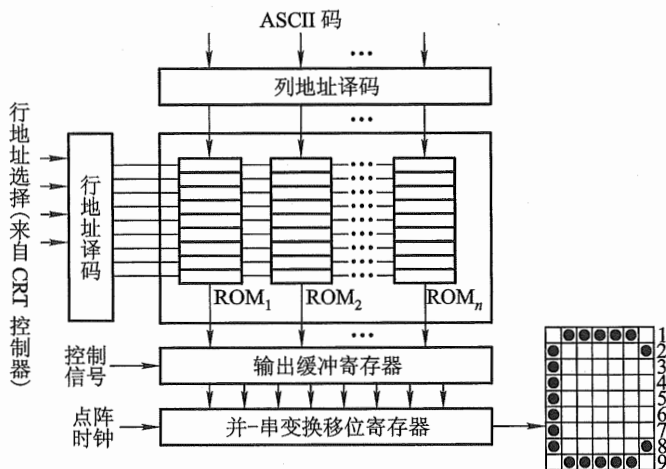 ASCII 码
列地址译码
行地址选择(来自 CRT 控制器)
行地址译码
ROM1
ROM2
ROMn
控制
信号
输出缓冲寄存器
点阵
时钟
并-串变换移位寄存器
1
2
3
4
5
6
7
8
9